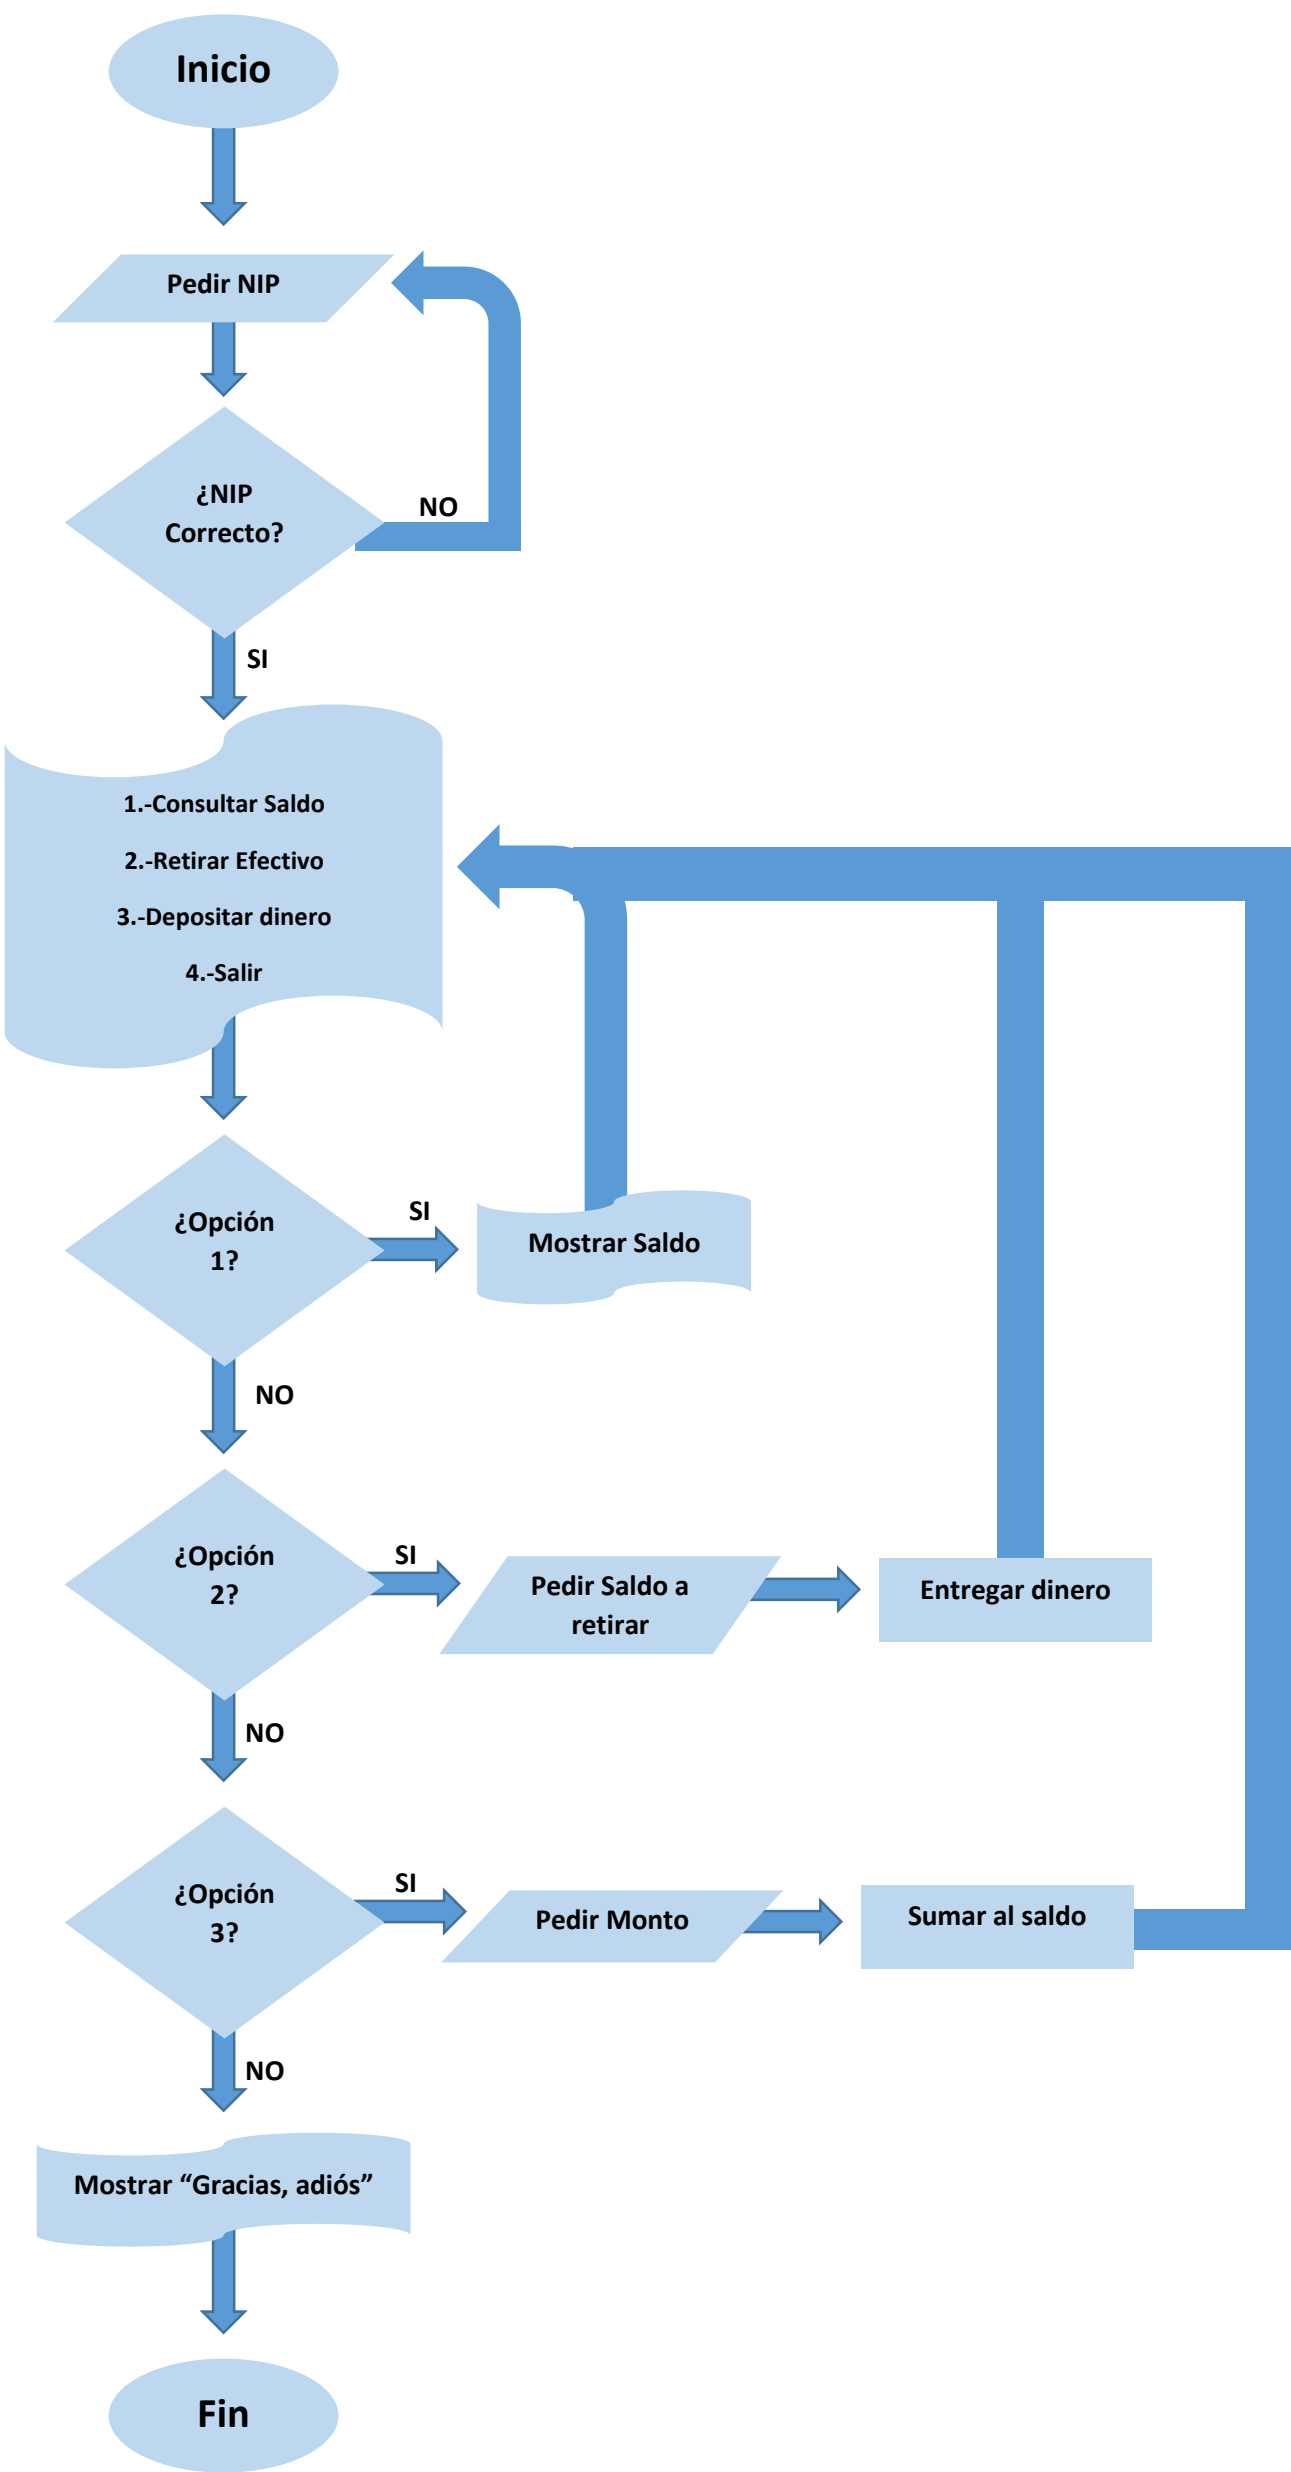 Inicio
Pedir NIP
¿NIP
Correcto?
NO
SI
1.-Consultar Saldo
2.-Retirar Efectivo
3.-Depositar dinero
4.-Salir
¿Opción
1?
SI
Mostrar Saldo
NO
¿Opción
2?
SI
Pedir Saldo a
retirar
Entregar dinero
NO
¿Opción
3?
SI
Pedir Monto
Sumar al saldo
NO
Mostrar “Gracias, adiós”
Fin